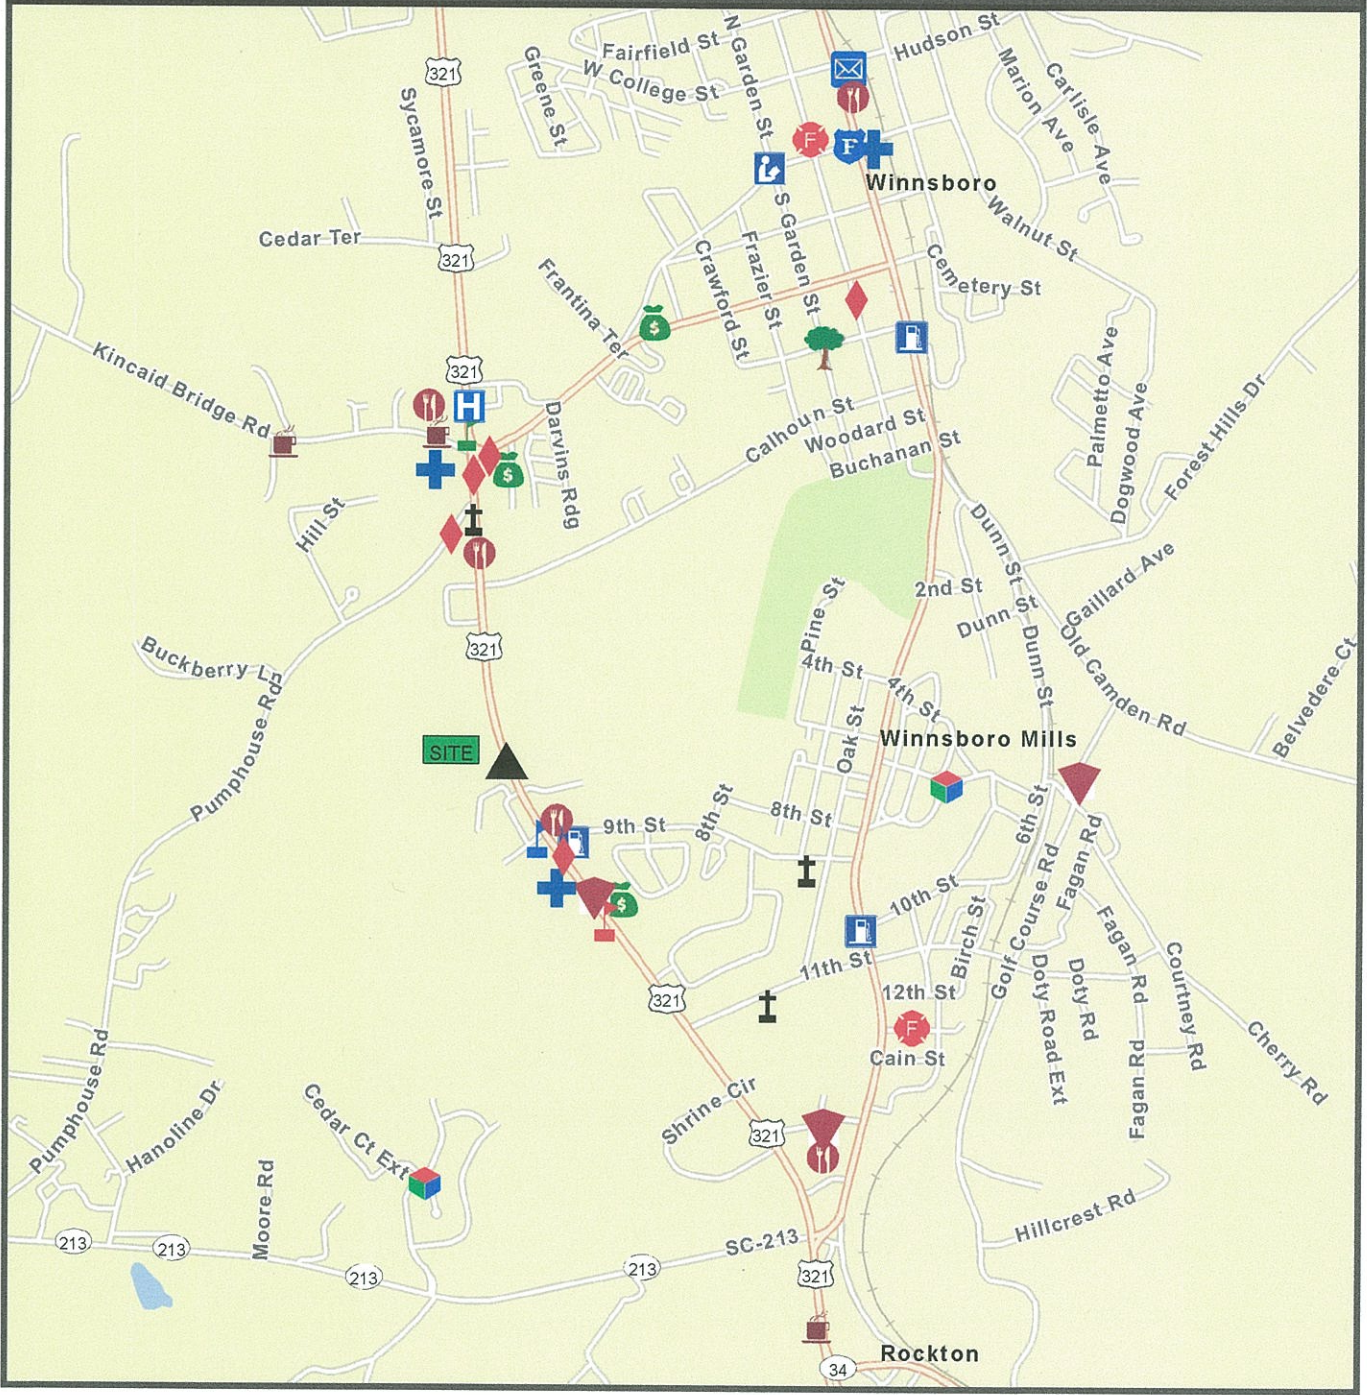 N Garden St
Fairfield St
W College St
Greene St
Hudson St
Marion Ave
Carlisle Ave
321
Sycamore St
F
F
Winnsboro
Walnut St
S Garden St
Cedar Ter
321
Cemetery St
Frantina Ter
Crawford St
Frazier St
$
Kincaid Bridge Rd
321
H
Palmetto Ave
Dogwood Ave
Forest Hills Dr
Darvins Rdg
Calhoun St
Woodard St
Buchanan St
$
Hill St
Dunn St
Gaillard Ave
2nd St
Dunn St
Pine St
Buckberry Ln
321
4th St
4th St
Dunn St
Old Camden Rd
Belvedere Ct
Pumphouse Rd
Oak St
Winnsboro Mills
SITE
9th St
8th St
8th St
6th St
Fagan Rd
Golf Course Rd
$
10th St
Birch St
Fagan Rd
Courtney Rd
11th St
321
12th St
Doty Rd
Doty Road Ext
F
Cain St
Cherry Rd
Fagan Rd
Pumphouse Rd
Hanoline Dr
Cedar Ct Ext
Shrine Cir
321
Moore Rd
Hillcrest Rd
213
213
213
213
SC-213
321
Rockton
34